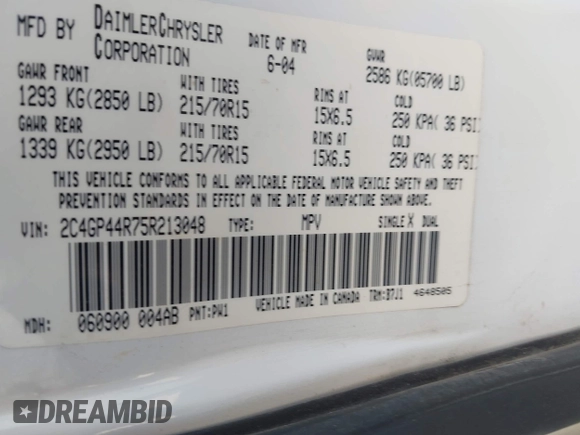 MFD BY DAIMLERCHRYSLER CORPORATION DATE OF MFR 6-04 GVWR 2586 KG(05700 LB)
GAWR FRONT WITH TIRES RIMS AT COLD
1293 KG(2850 LB) 215/70R15 15X6.5 250 KPA( 36 PSI)
GAWR REAR WITH TIRES RIMS AT COLD
1339 KG(2950 LB) 215/70R15 15X6.5 250 KPA( 36 PSI)
THIS VEHICLE CONFORMS TO ALL APPLICABLE FEDERAL MOTOR VEHICLE SAFETY AND THEFT
PREVENTION STANDARDS IN EFFECT ON THE DATE OF MANUFACTURE SHOWN ABOVE.
VIN: 2C4GP44R75R213048 TYPE: MPV SINGLE X DUAL
MDH: 060900 004AB PNT:PW1 VEHICLE MADE IN CANADA TRM:B7J1 4648505
DREAMBID